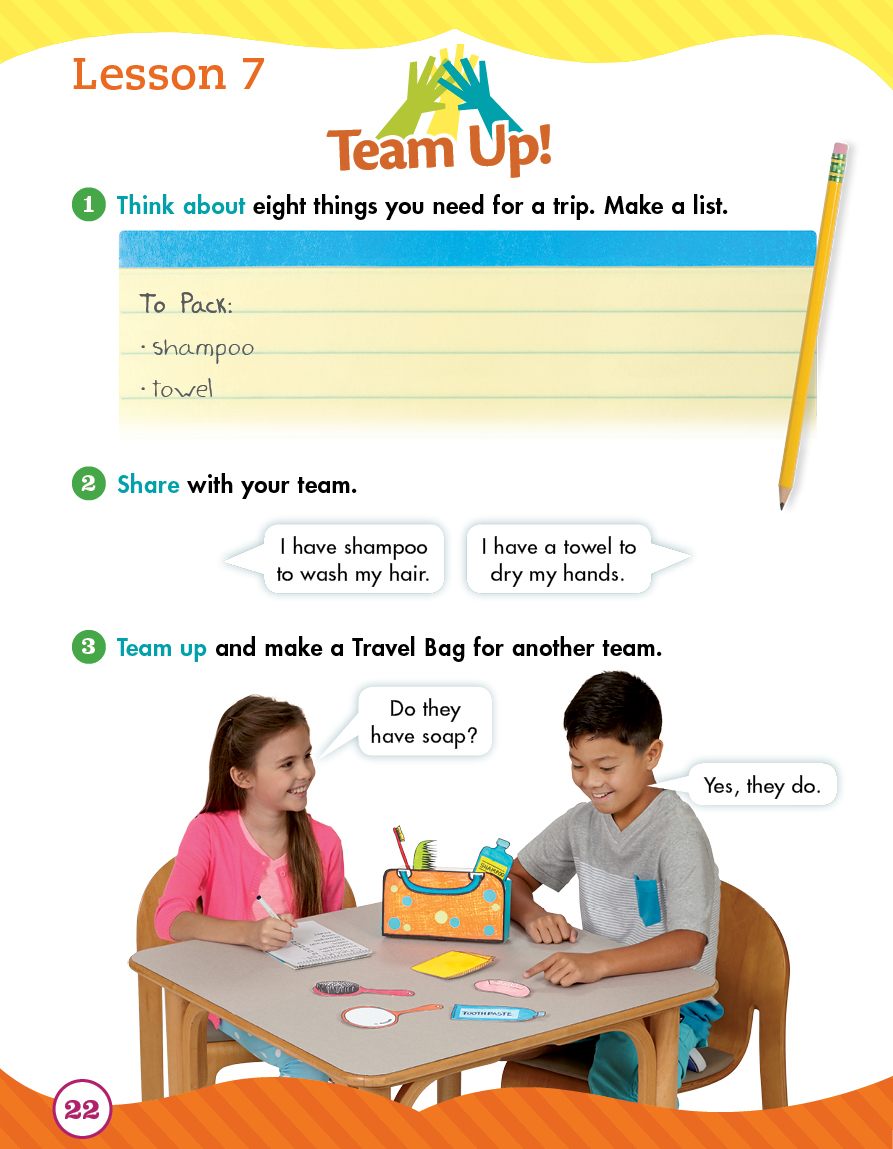 Lesson 7
Team Up!
1 Think about eight things you need for a trip. Make a list.
To Pack:
· shampoo
· towel
2 Share with your team.
I have shampoo
to wash my hair.
I have a towel to
dry my hands.
3 Team up and make a Travel Bag for another team.
Do they
have soap?
Yes, they do.
SHAMPOO
TOOTHPASTE
22